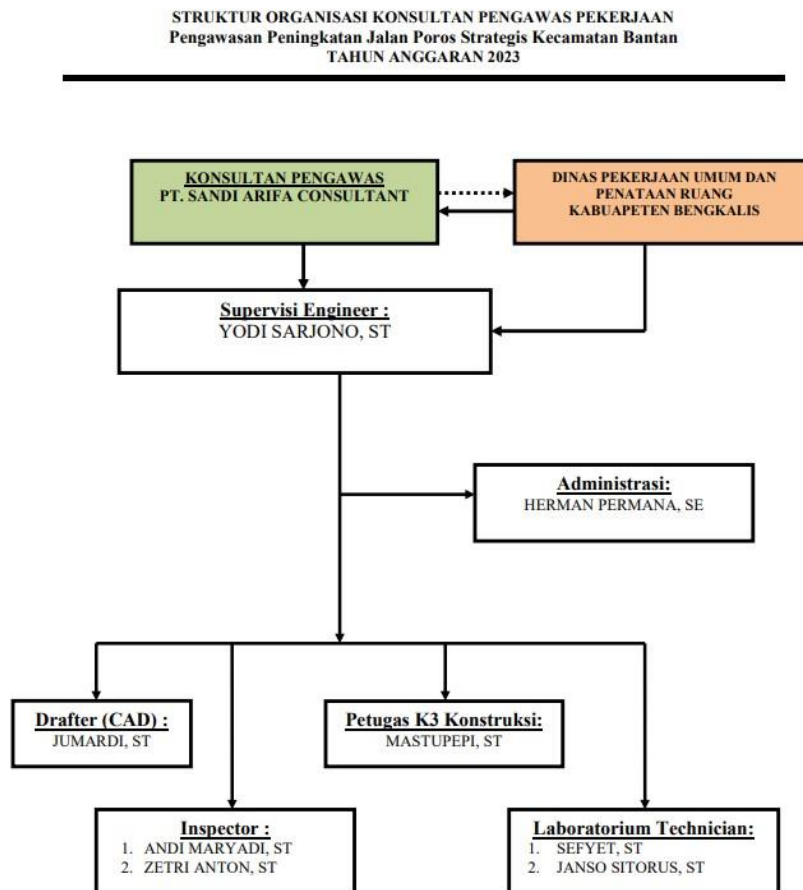 STRUKTUR ORGANISASI KONSULTAN PENGAWAS PEKERJAAN
Pengawasan Peningkatan Jalan Poros Strategis Kecamatan Bantan
TAHUN ANGGARAN 2023
KONSULTAN PENGAWAS
PT. SANDI ARIFA CONSULTANT
DINAS PEKERJAAN UMUM DAN
PENATAAN RUANG
KABUAPETEN BENGKALIS
Supervisi Engineer :
YODI SARJONO, ST
Administrasi:
HERMAN PERMANA, SE
Drafter (CAD) :
JUMARDI, ST
Petugas K3 Konstruksi:
MASTUPEPI, ST
Inspector :
1. ANDI MARYADI, ST
2. ZETRI ANTON, ST
Laboratorium Technician:
1. SEFYET, ST
2. JANSO SITORUS, ST